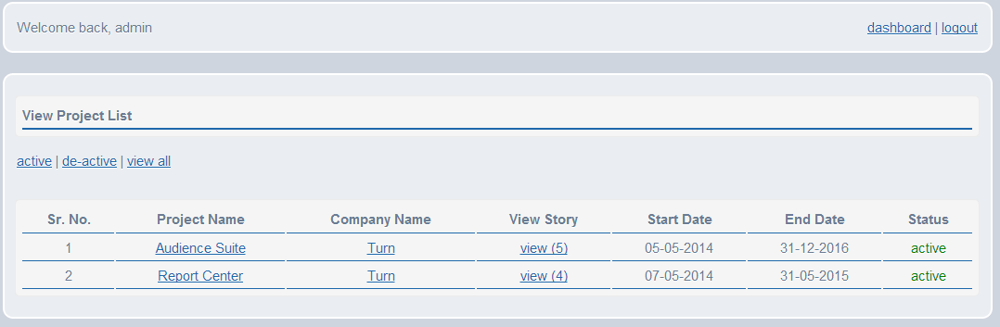 Welcome back, admin dashboard | logout
View Project List
active | de-active | view all
Sr. No. Project Name Company Name View Story Start Date End Date Status
1 Audience Suite Turn view (5) 05-05-2014 31-12-2016 active
2 Report Center Turn view (4) 07-05-2014 31-05-2015 active